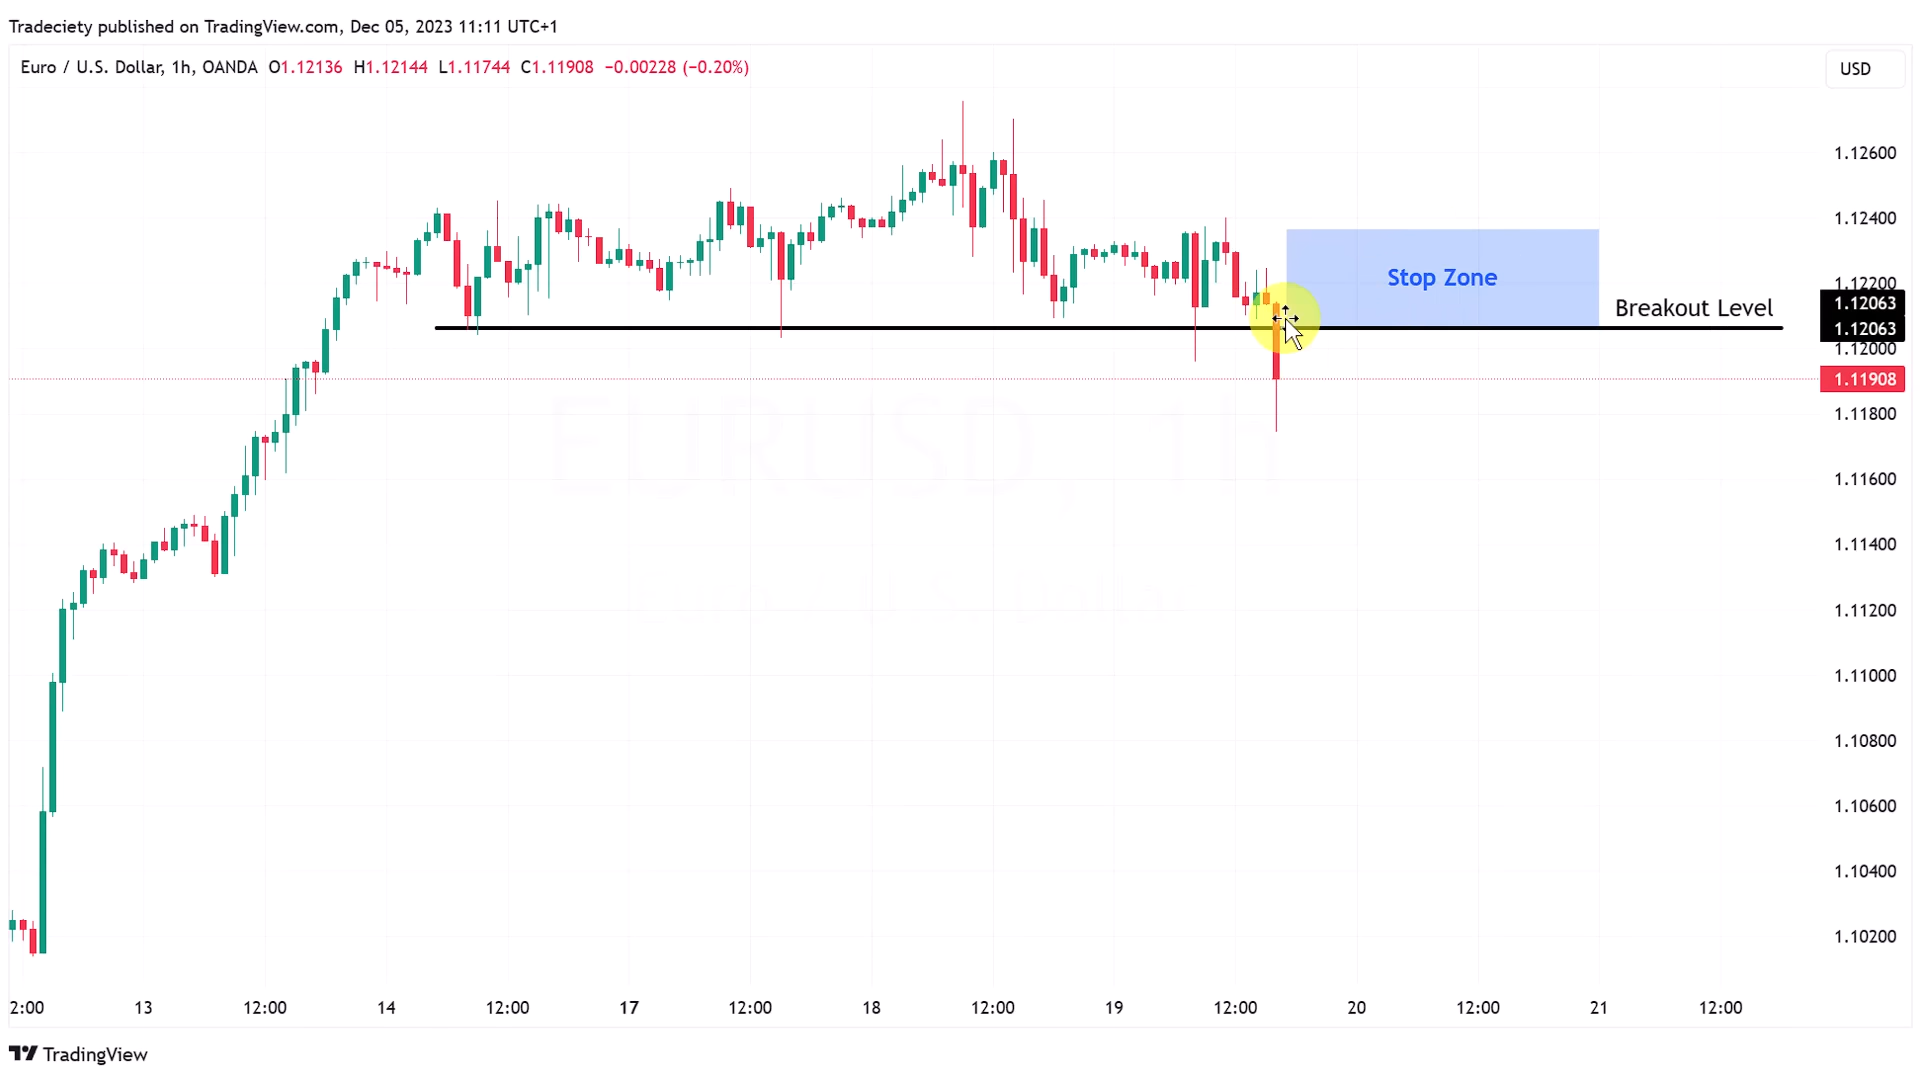 Tradeciety published on TradingView.com, Dec 05, 2023 11:11 UTC+1
Euro / U.S. Dollar, 1h, OANDA O1.12136 H1.12144 L1.11744 C1.11908 −0.00228 (−0.20%)
USD
1.12600
1.12400
1.12200
Stop Zone
Breakout Level
1.12063
1.12063
1.12000
1.11908
1.11800
EURUSD, 1h
1.11600
1.11400
Euro / U.S. Dollar
1.11200
1.11000
1.10800
1.10600
1.10400
1.10200
2:00 13 12:00 14 12:00 17 12:00 18 12:00 19 12:00 20 12:00 21 12:00
TradingView